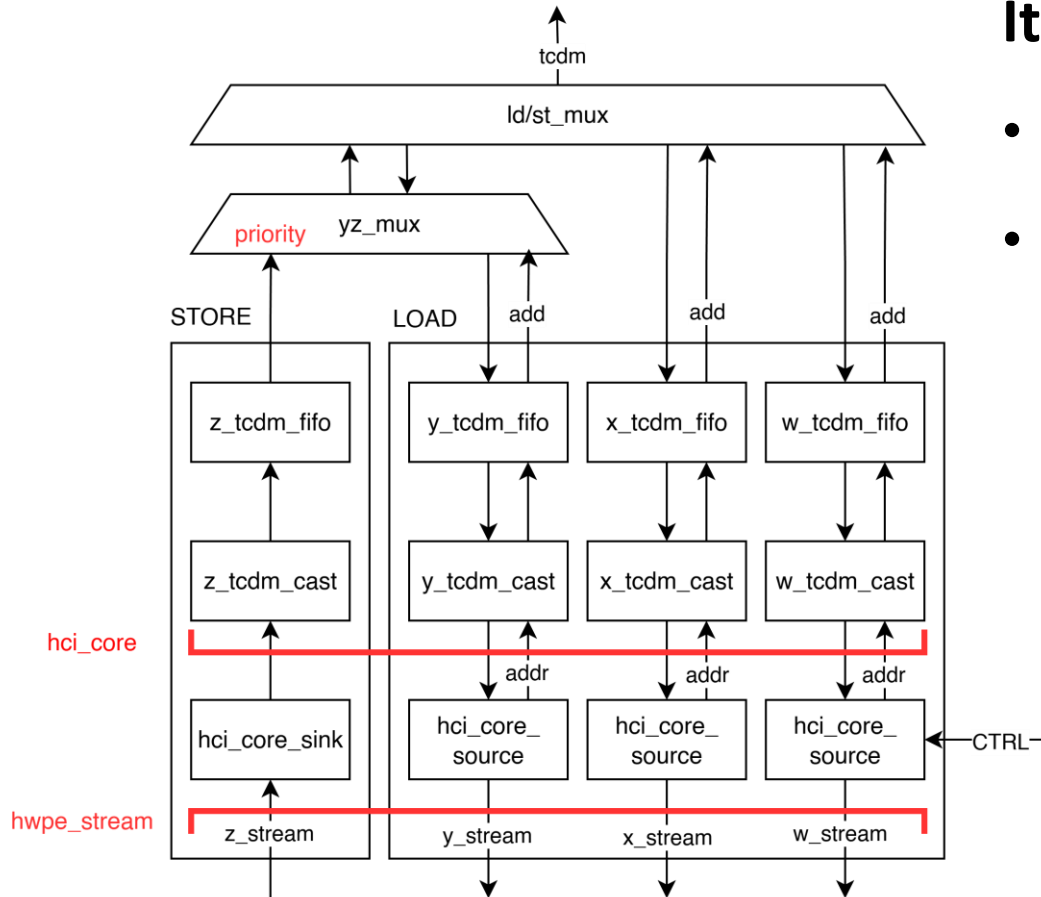 It
•
•
tcdm
ld/st_mux
priority
yz_mux
STORE
LOAD
add
add
add
z_tcdm_fifo
y_tcdm_fifo
x_tcdm_fifo
w_tcdm_fifo
z_tcdm_cast
y_tcdm_cast
x_tcdm_cast
w_tcdm_cast
hci_core
addr
addr
addr
hci_core_sink
hci_core_
source
hci_core_
source
hci_core_
source
CTRL
hwpe_stream
z_stream
y_stream
x_stream
w_stream